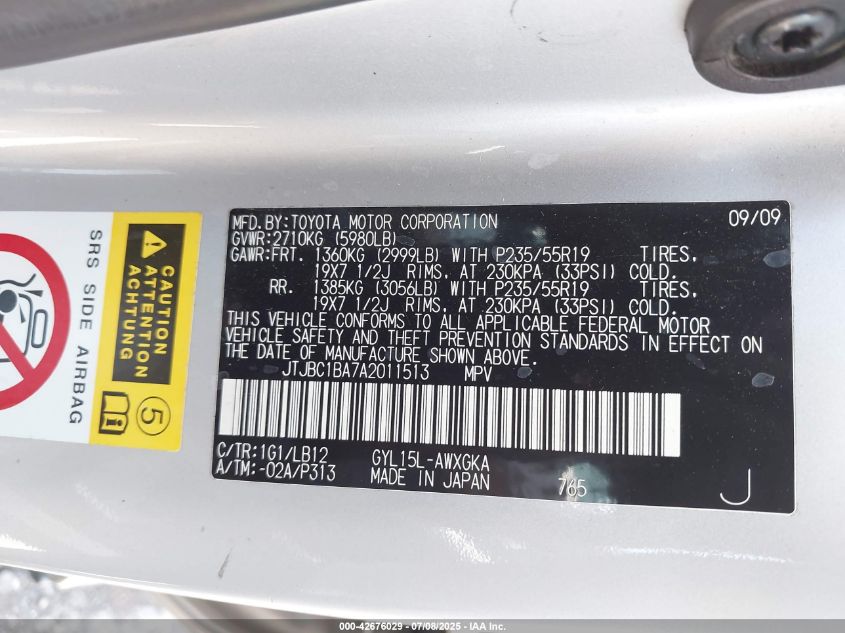 MFD.BY:TOYOTA MOTOR CORPORATION 09/09
GVWR:2710KG (5980LB)
GAWR:FRT. 1360KG (2999LB) WITH P235/55R19 TIRES,
19X7 1/2J RIMS, AT 230KPA (33PSI) COLD.
RR. 1385KG (3056LB) WITH P235/55R19 TIRES,
19X7 1/2J RIMS, AT 230KPA (33PSI) COLD.
THIS VEHICLE CONFORMS TO ALL APPLICABLE FEDERAL MOTOR
VEHICLE SAFETY AND THEFT PREVENTION STANDARDS IN EFFECT ON
THE DATE OF MANUFACTURE SHOWN ABOVE.
JTJBC1BA7A2011513 MPV
C/TR:1G1/LB12 GYL15L-AWXGKA
A/TM:-02A/P313 MADE IN JAPAN 765
J
SRS SIDE AIRBAG
CAUTION
ATTENTION
ACHTUNG
5
000-42676029 - 07/08/2025 - IAA Inc.